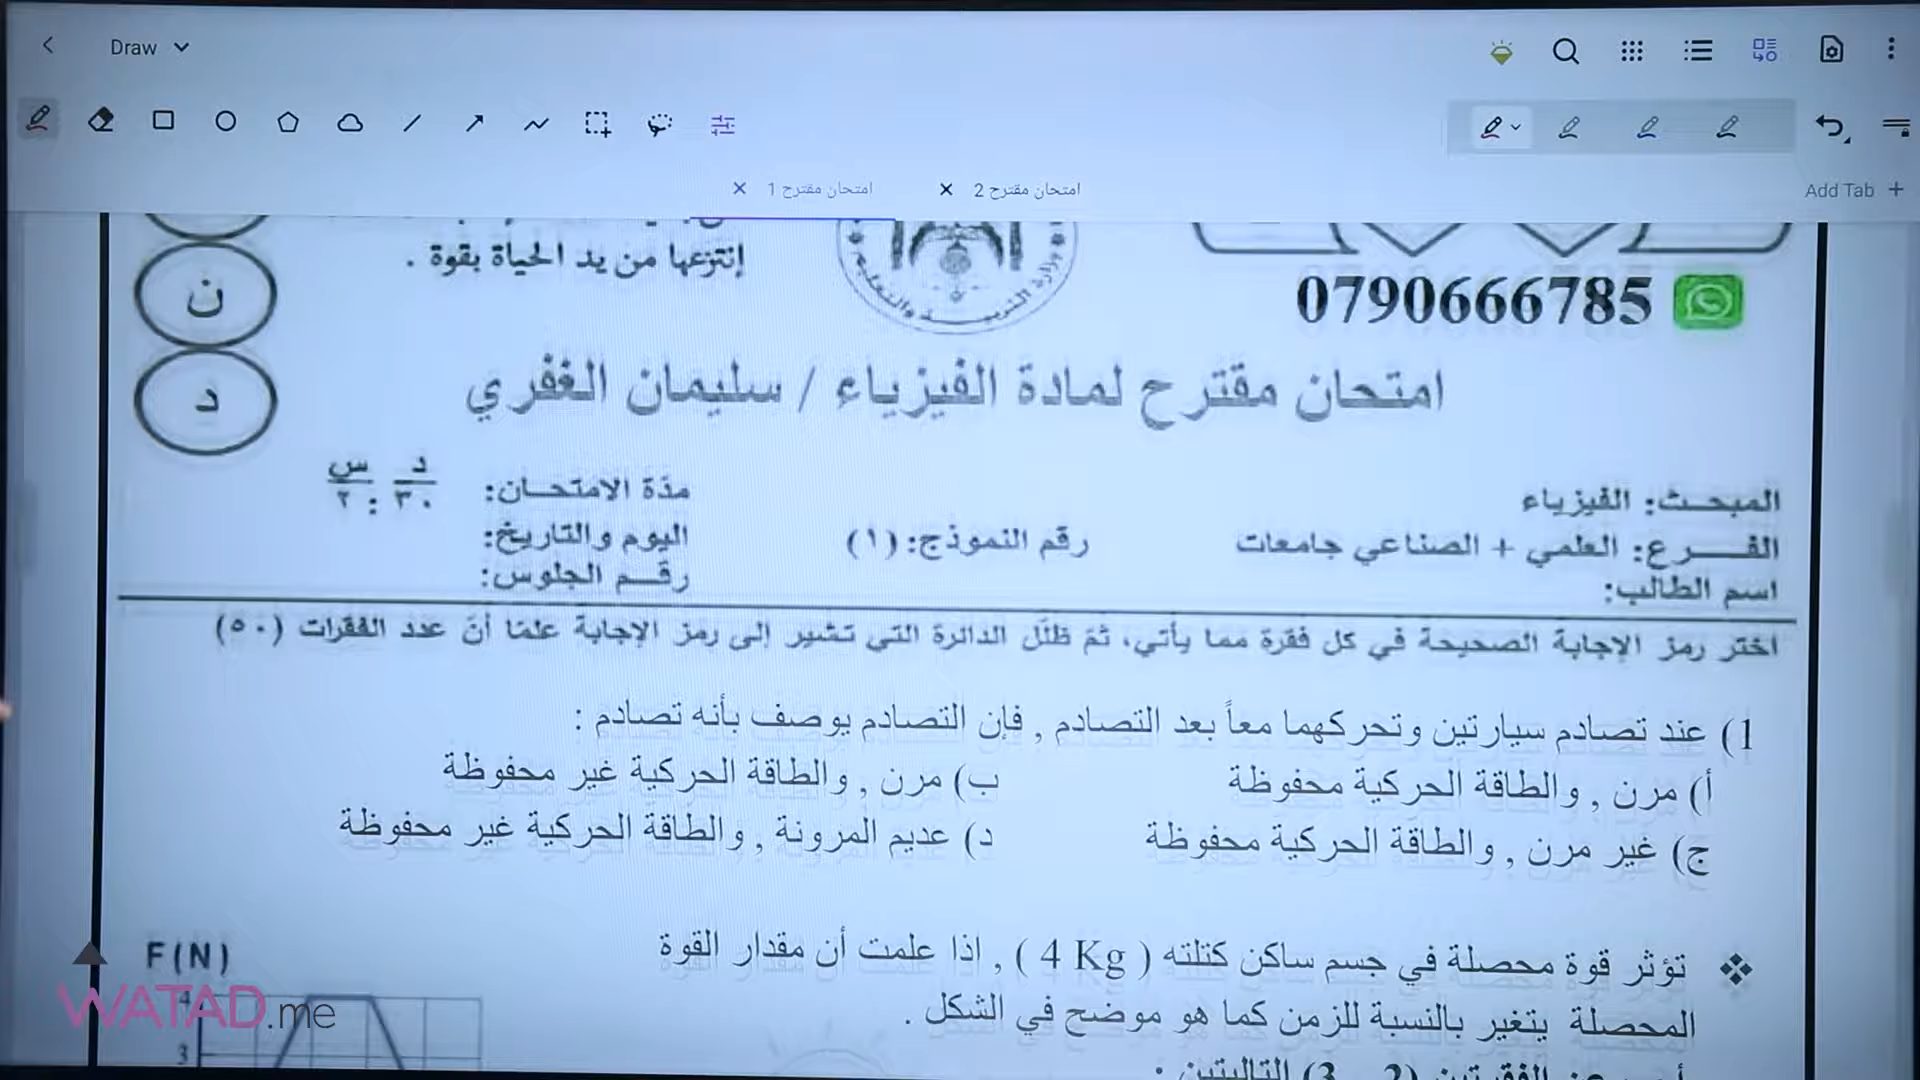 Draw
امتحان مقترح 1
امتحان مقترح 2
Add Tab
إنتزعها من يد الحياة بقوة .
ن
د
0790666785
امتحان مقترح لمادة الفيزياء / سليمان الغفري
المبحث: الفيزياء
مدّة الامتحان: د س
٣٠ : ٢
الفرع: العلمي + الصناعي جامعات
رقم النموذج: (١)
اليوم والتاريخ:
اسم الطالب:
رقم الجلوس:
اختر رمز الإجابة الصحيحة في كل فقرة مما يأتي، ثمّ ظلّل الدائرة التي تشير إلى رمز الإجابة علمًا أنّ عدد الفقرات (٥٠)
1) عند تصادم سيارتين وتحركهما معاً بعد التصادم , فإن التصادم يوصف بأنه تصادم :
أ) مرن , والطاقة الحركية محفوظة
ب) مرن , والطاقة الحركية غير محفوظة
ج) غير مرن , والطاقة الحركية محفوظة
د) عديم المرونة , والطاقة الحركية غير محفوظة
تؤثر قوة محصلة في جسم ساكن كتلته ( 4 Kg ) , اذا علمت أن مقدار القوة
المحصلة يتغير بالنسبة للزمن كما هو موضح في الشكل .
F(N)
4
3
WATAD.me